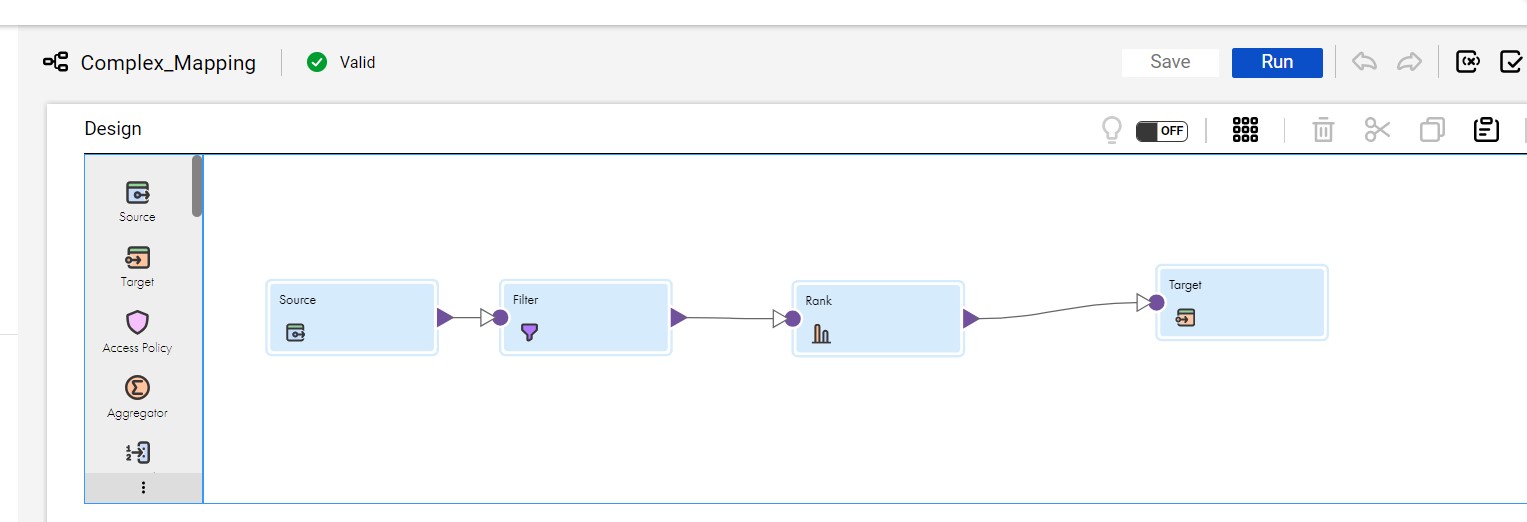 Complex_Mapping Valid Save Run
Design OFF
Source
Target
Access Policy
Aggregator
Source
Filter
Rank
Target